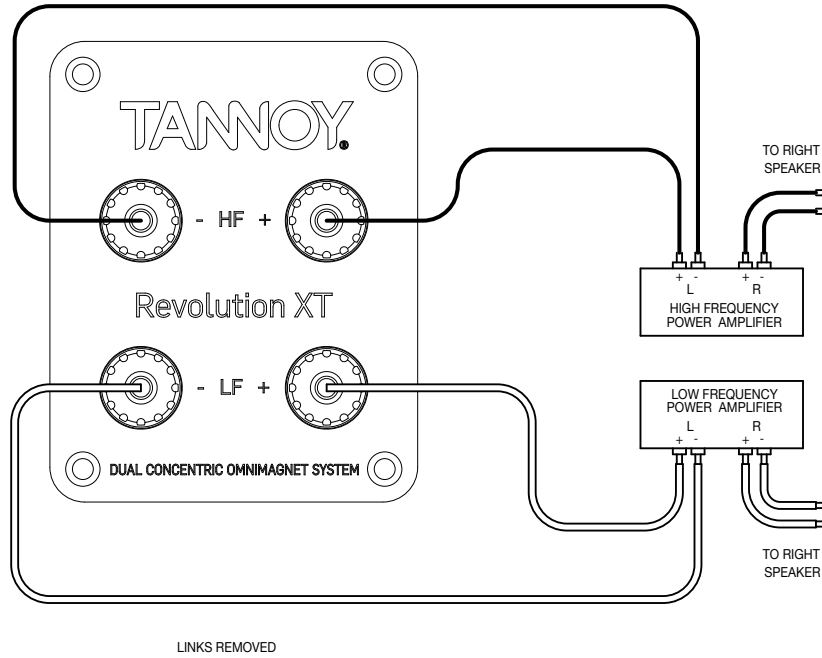 TANNOY®
TO RIGHT
SPEAKER
- HF +
+ - + -
L R
HIGH FREQUENCY
POWER AMPLIFIER
Revolution XT
LOW FREQUENCY
POWER AMPLIFIER
L R
+ - + -
- LF +
DUAL CONCENTRIC OMNIMAGNET SYSTEM
TO RIGHT
SPEAKER
LINKS REMOVED